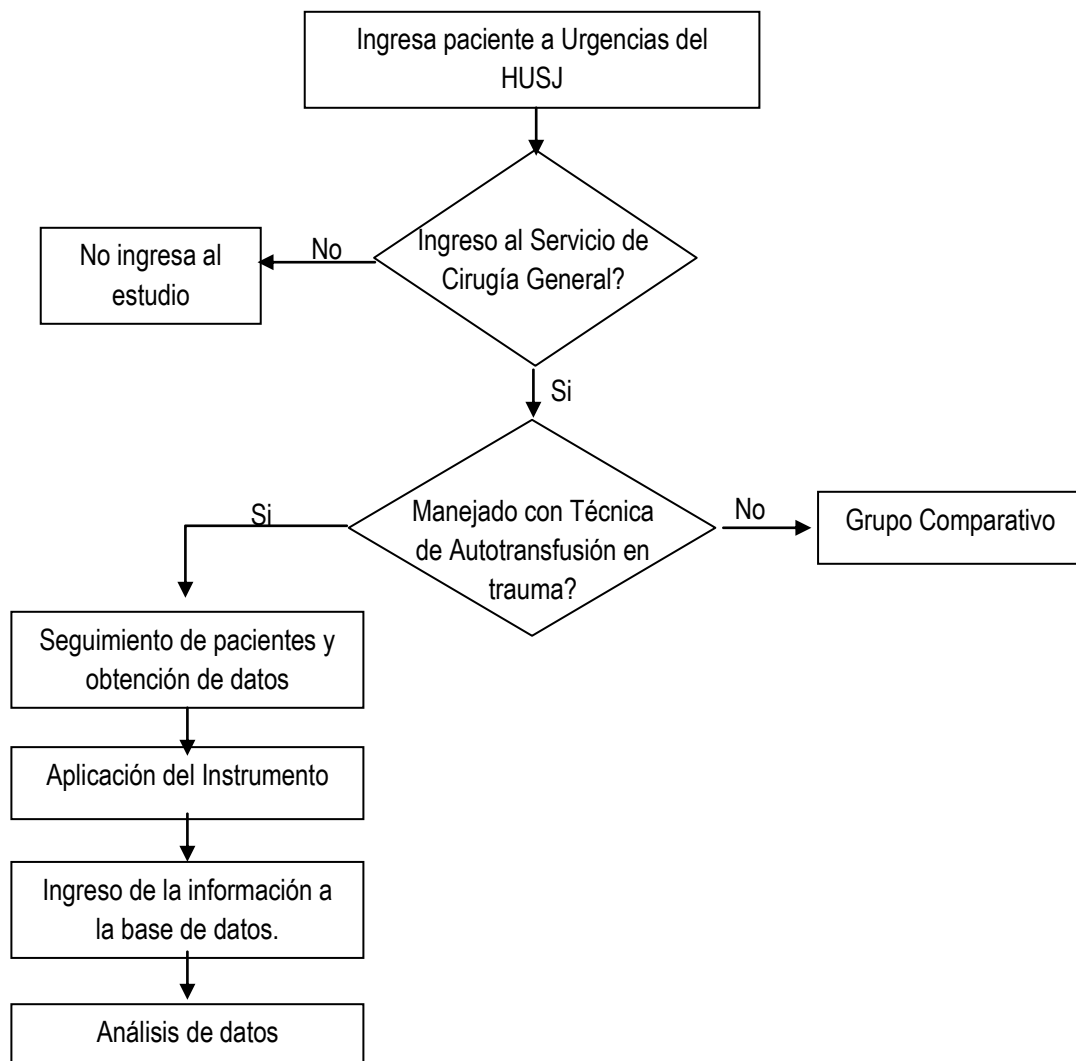 Ingresa paciente a Urgencias del
HUSJ
Ingreso al Servicio de
Cirugía General?
No
No ingresa al
estudio
Si
Manejado con Técnica
de Autotransfusión en
trauma?
No
Grupo Comparativo
Si
Seguimiento de pacientes y
obtención de datos
Aplicación del Instrumento
Ingreso de la información a
la base de datos.
Análisis de datos